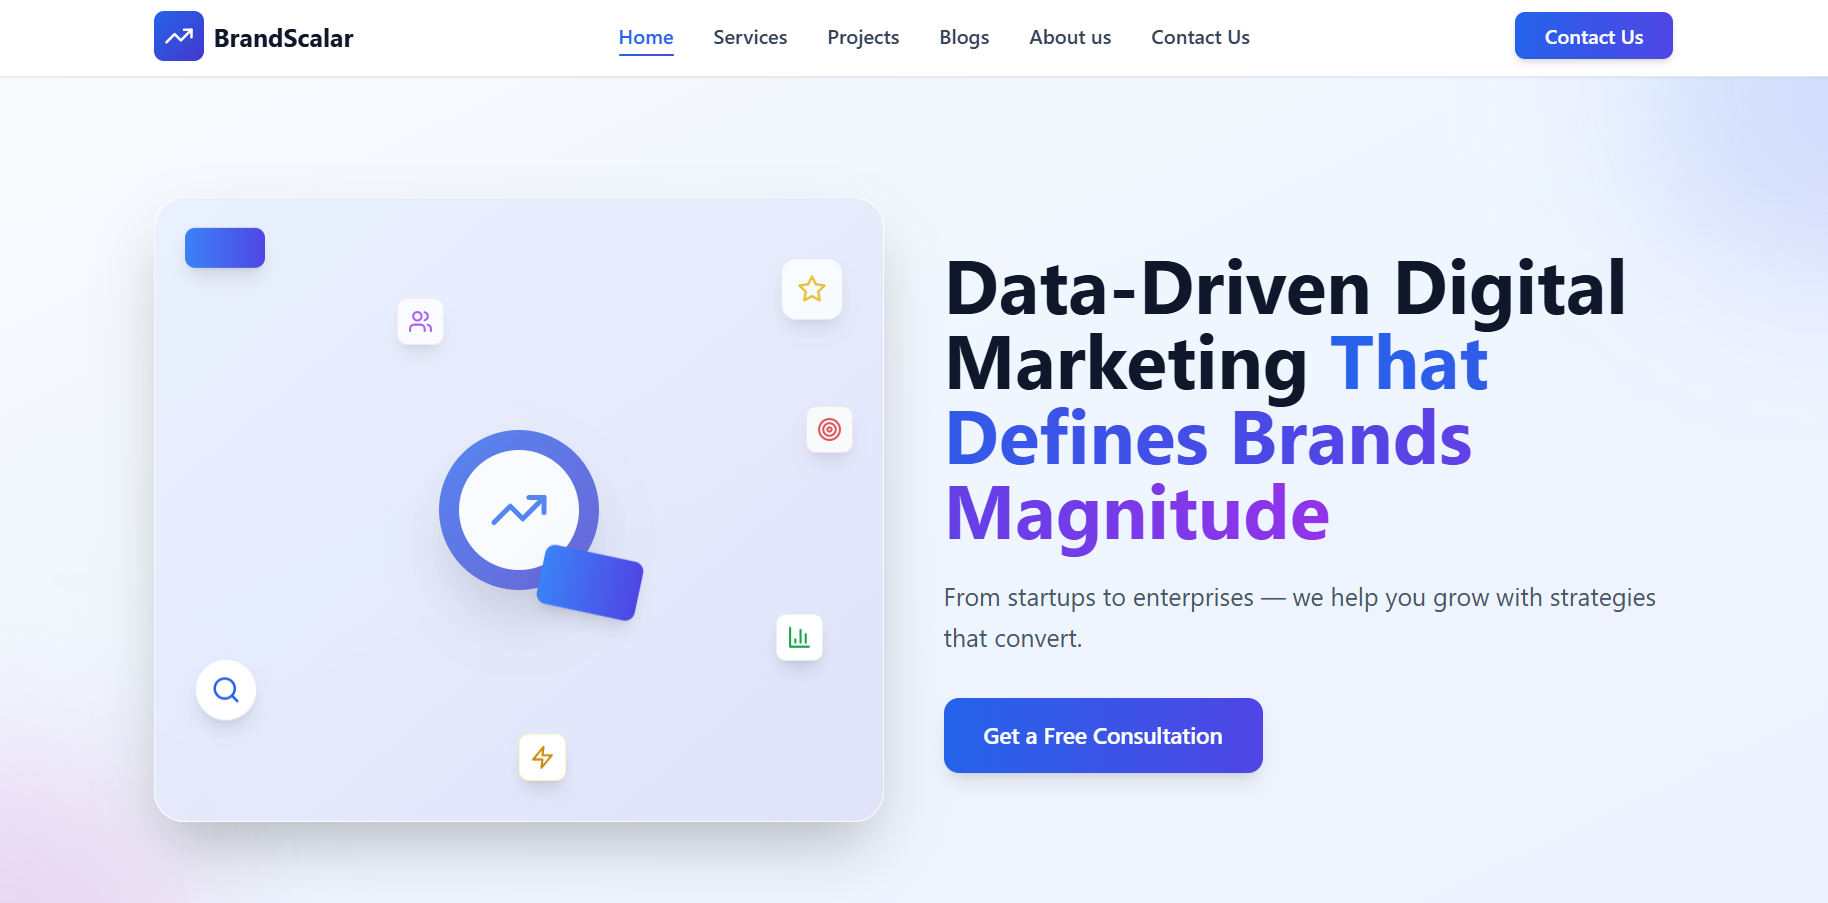 BrandScalar
Home
Services
Projects
Blogs
About us
Contact Us
Contact Us
Data-Driven Digital
Marketing That
Defines Brands
Magnitude
From startups to enterprises — we help you grow with strategies
that convert.
Get a Free Consultation